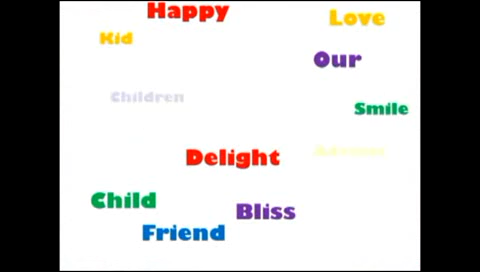 Happy
Love
Kid
Our
Children
Smile
Delight
Child
Bliss
Friend